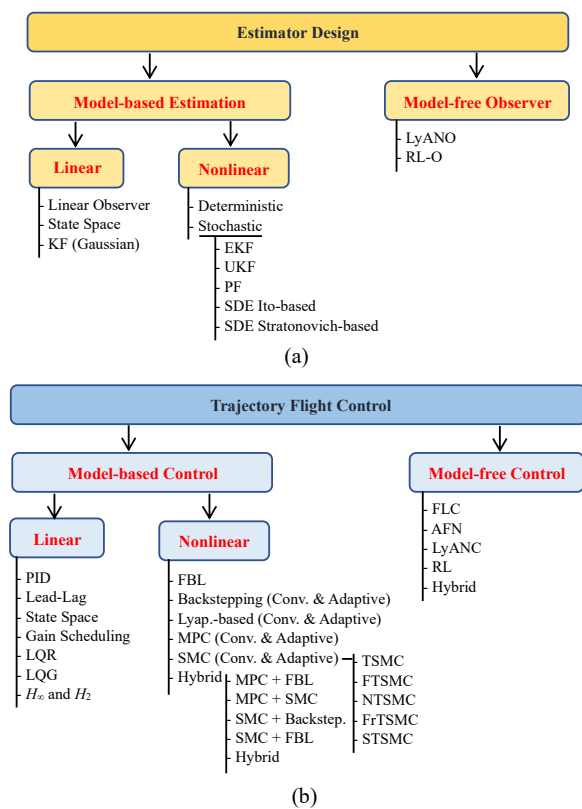 Estimator Design
Model-based Estimation
Model-free Observer
Linear
Nonlinear
- LyANO
- RL-O
- Linear Observer
- State Space
- KF (Gaussian)
- Deterministic
- Stochastic
- EKF
- UKF
- PF
- SDE Ito-based
- SDE Stratonovich-based
(a)
Trajectory Flight Control
Model-based Control
Model-free Control
Linear
Nonlinear
- FLC
- AFN
- LyANC
- RL
- Hybrid
- PID
- Lead-Lag
- State Space
- Gain Scheduling
- LQR
- LQG
- H∞ and H2
- FBL
- Backstepping (Conv. & Adaptive)
- Lyap.-based (Conv. & Adaptive)
- MPC (Conv. & Adaptive)
- SMC (Conv. & Adaptive)
- Hybrid
- MPC + FBL
- MPC + SMC
- SMC + Backstep.
- SMC + FBL
- Hybrid
- TSMC
- FTSMC
- NTSMC
- FrTSMC
- STSMC
(b)